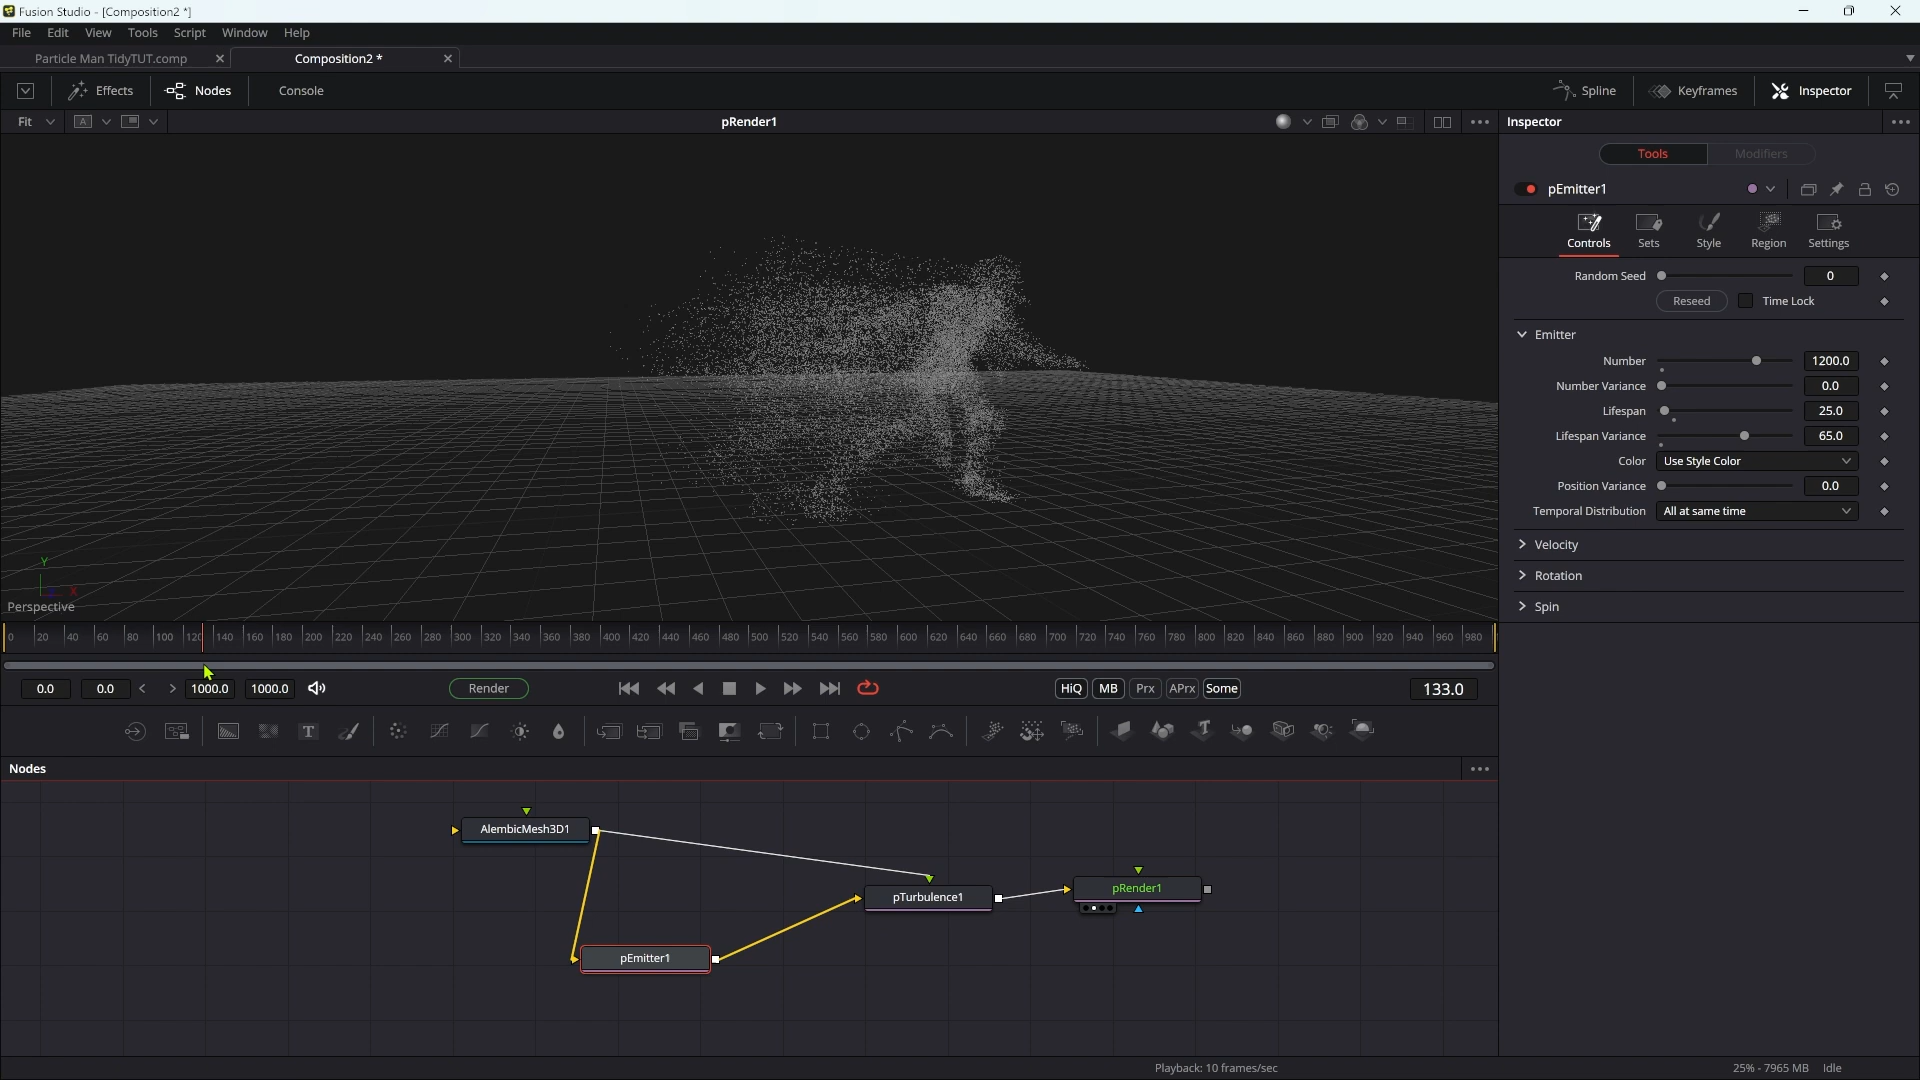 Fusion Studio - [Composition2 *]
File Edit View Tools Script Window Help
Particle Man TidyTUT.comp Composition2 *
Effects Nodes Console Spline Keyframes Inspector
Fit A pRender1 Inspector
Tools Modifiers
pEmitter1
Controls Sets Style Region Settings
Random Seed 0
Reseed Time Lock
Emitter
Number 1200.0
Number Variance 0.0
Lifespan 25.0
Lifespan Variance 65.0
Color Use Style Color
Position Variance 0.0
Temporal Distribution All at same time
Velocity
Rotation
Spin
Y
X
Perspective
0 20 40 60 80 100 120 140 160 180 200 220 240 260 280 300 320 340 360 380 400 420 440 460 480 500 520 540 560 580 600 620 640 660 680 700 720 740 760 780 800 820 840 860 880 900 920 940 960 980
0.0 0.0 1000.0 1000.0 Render HiQ MB Prx APrx Some 133.0
T T
Nodes
AlembicMesh3D1
pRender1
pTurbulence1
pEmitter1
Playback: 10 frames/sec 25% - 7965 MB Idle